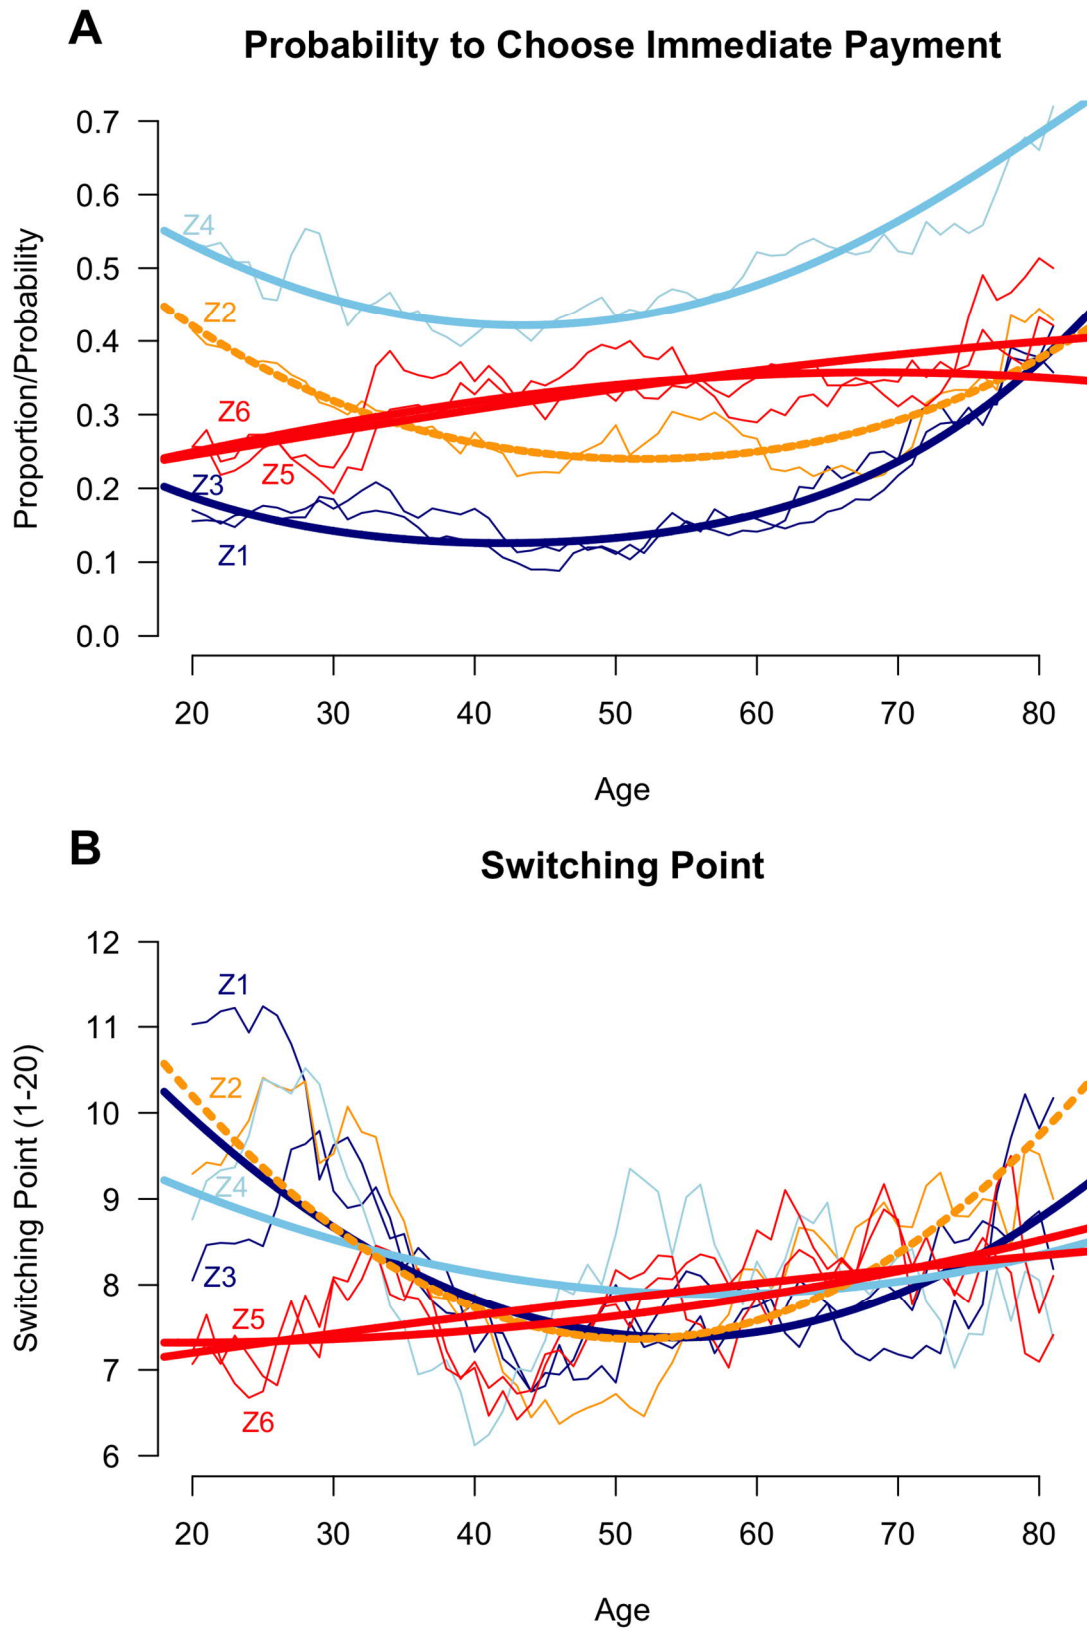 A
Probability to Choose Immediate Payment
Proportion/Probability
0.7
0.6
0.5
0.4
0.3
0.2
0.1
0.0
Z4
Z2
Z6
Z5
Z3
Z1
20 30 40 50 60 70 80
Age
B
Switching Point
Switching Point (1-20)
12
11
10
9
8
7
6
Z1
Z2
Z4
Z3
Z5
Z6
20 30 40 50 60 70 80
Age